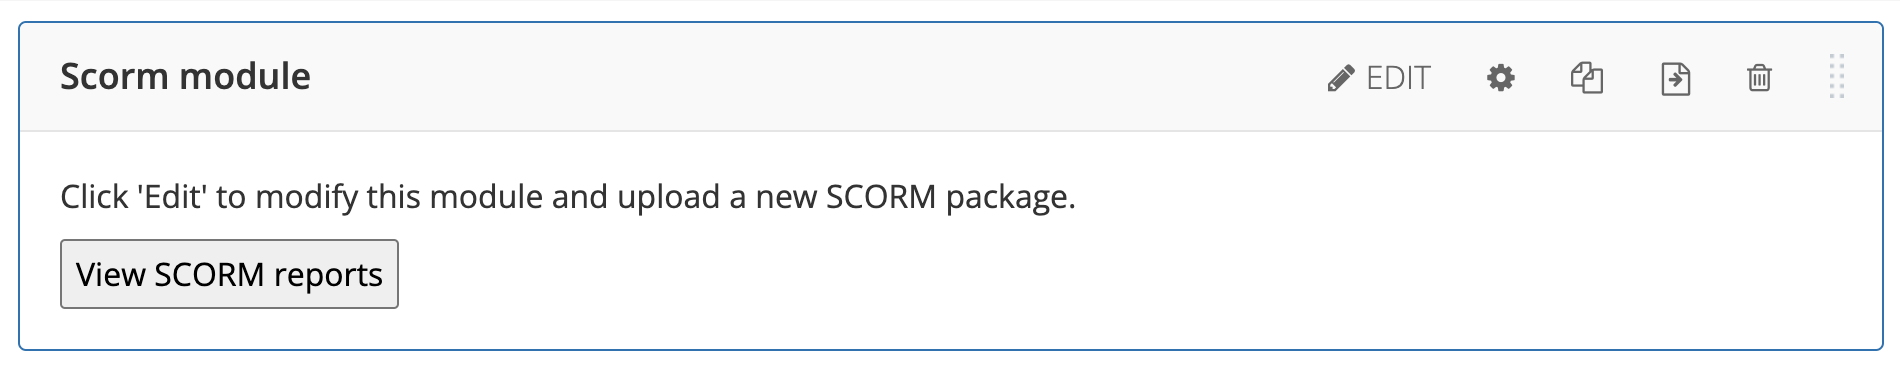 Scorm module
EDIT
Click 'Edit' to modify this module and upload a new SCORM package.
View SCORM reports